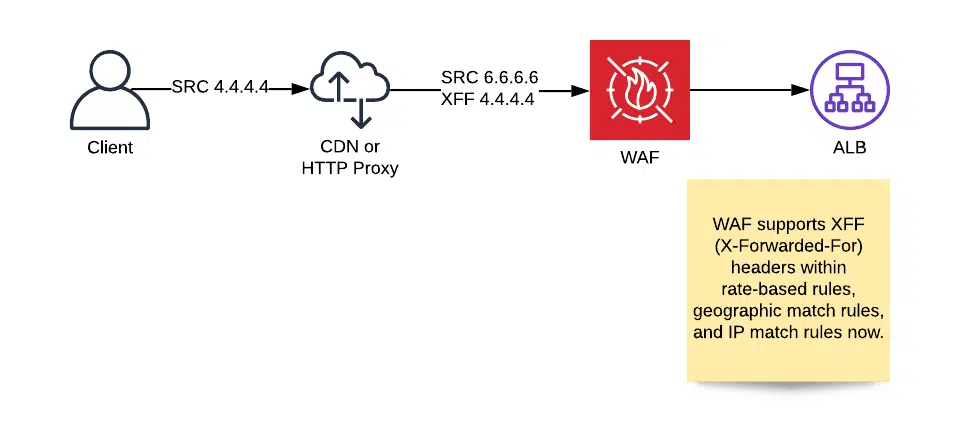 SRC 4.4.4.4
SRC 6.6.6.6
XFF 4.4.4.4
Client
CDN or
HTTP Proxy
WAF
ALB
WAF supports XFF
(X-Forwarded-For)
headers within
rate-based rules,
geographic match rules,
and IP match rules now.